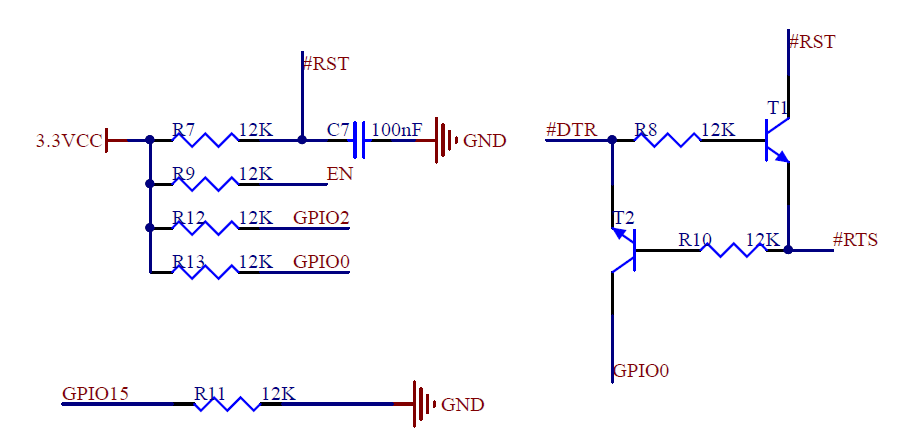 #RST
3.3VCC R7 12K C7 100nF GND
R9 12K EN
R12 12K GPIO2
R13 12K GPIO0
GPIO15 R11 12K GND
#RST
T1
#DTR R8 12K
T2
R10 12K #RTS
GPIO0